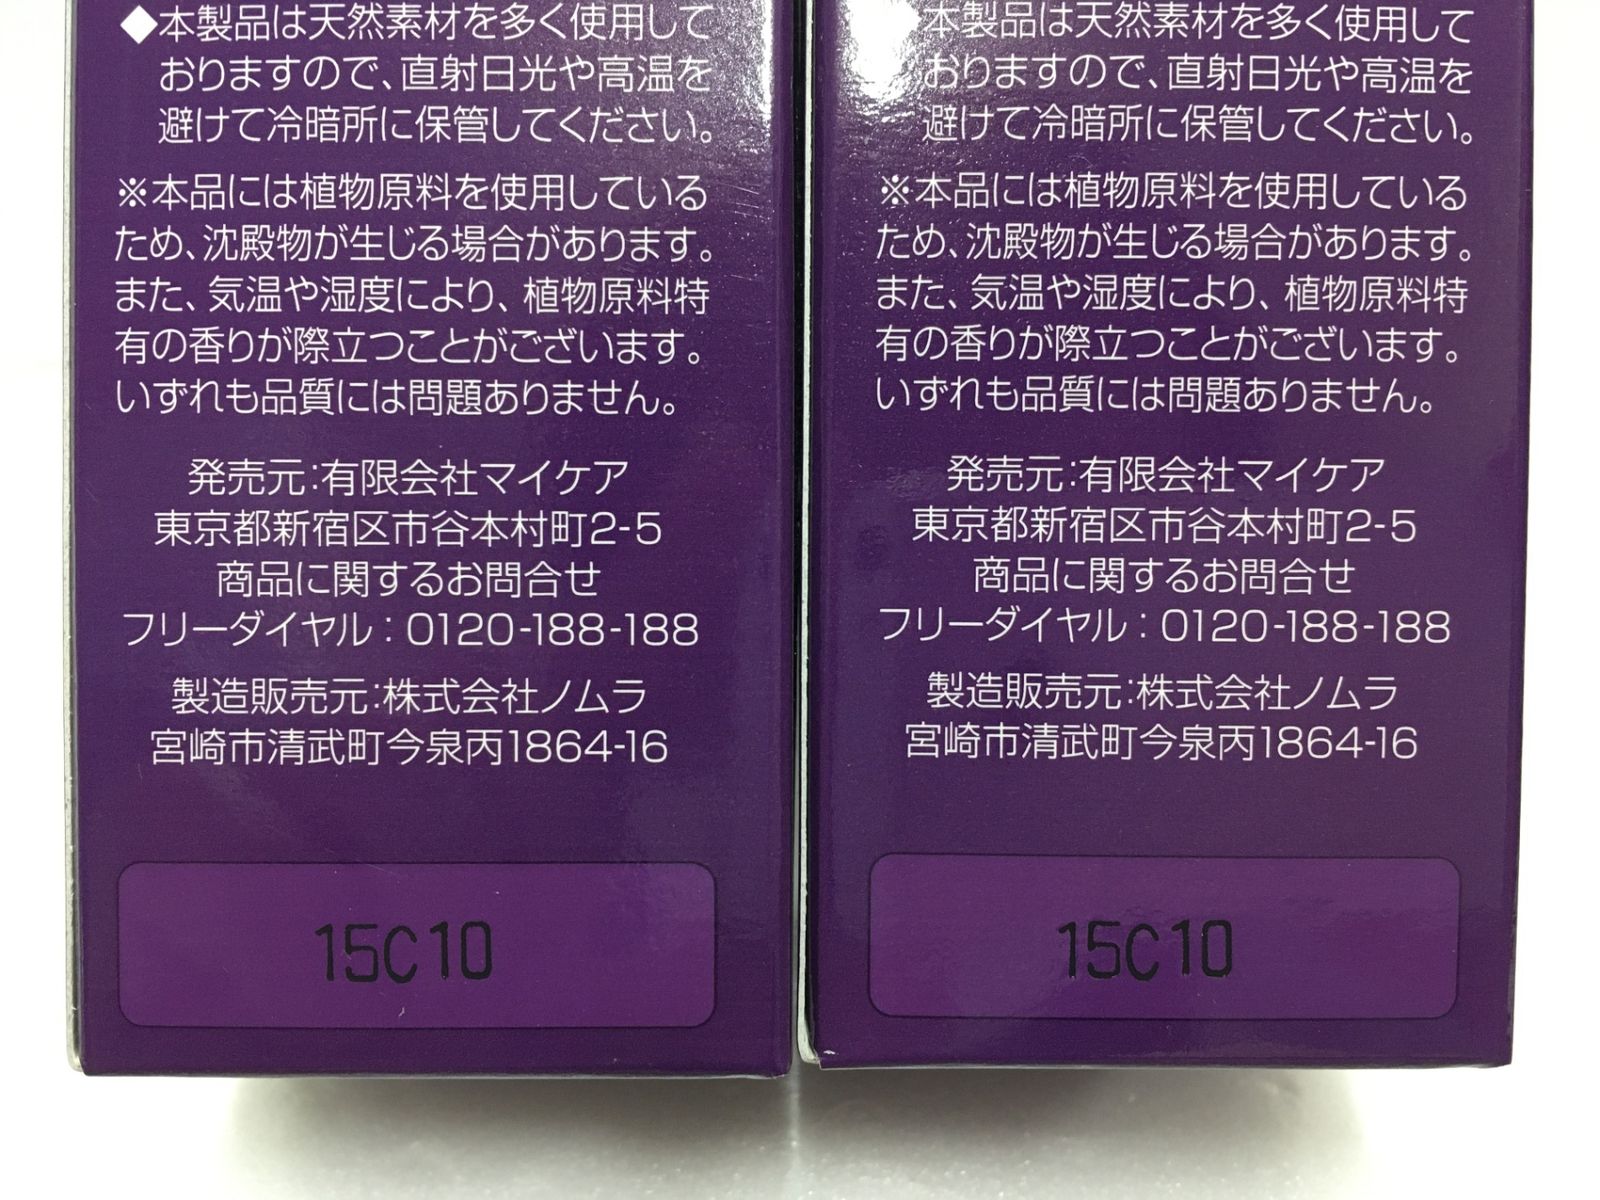 ◆本製品は天然素材を多く使用して
おりますので、直射日光や高温を
避けて冷暗所に保管してください。
※本品には植物原料を使用している
ため、沈殿物が生じる場合があります。
また、気温や湿度により、植物原料特
有の香りが際立つことがございます。
いずれも品質には問題ありません。
発売元:有限会社マイケア
東京都新宿区市谷本村町2-5
商品に関するお問合せ
フリーダイヤル：0120-188-188
製造販売元:株式会社ノムラ
宮崎市清武町今泉丙1864-16
15C10
本製品は天然素材を多く使用して
おりますので、直射日光や高温を
避けて冷暗所に保管してください。
※本品には植物原料を使用している
ため、沈殿物が生じる場合があります。
また、気温や湿度により、植物原料特
有の香りが際立つことがございます。
いずれも品質には問題ありません。
発売元:有限会社マイケア
東京都新宿区市谷本村町2-5
商品に関するお問合せ
フリーダイヤル：0120-188-188
製造販売元:株式会社ノムラ
宮崎市清武町今泉丙1864-16
15C10